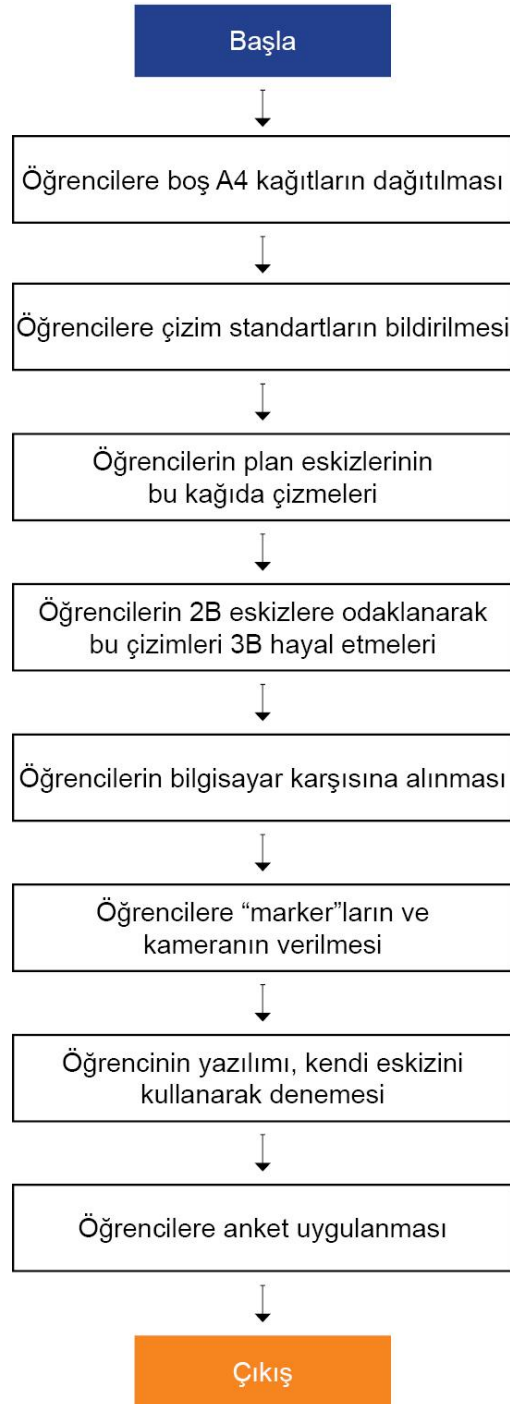 Başla
Öğrencilere boş A4 kağıtların dağıtılması
Öğrencilere çizim standartların bildirilmesi
Öğrencilerin plan eskizlerinin
bu kağıda çizmeleri
Öğrencilerin 2B eskizlere odaklanarak
bu çizimleri 3B hayal etmeleri
Öğrencilerin bilgisayar karşısına alınması
Öğrencilere “marker”ların ve
kameranın verilmesi
Öğrencinin yazılımı, kendi eskizini
kullanarak denemesi
Öğrencilere anket uygulanması
Çıkış